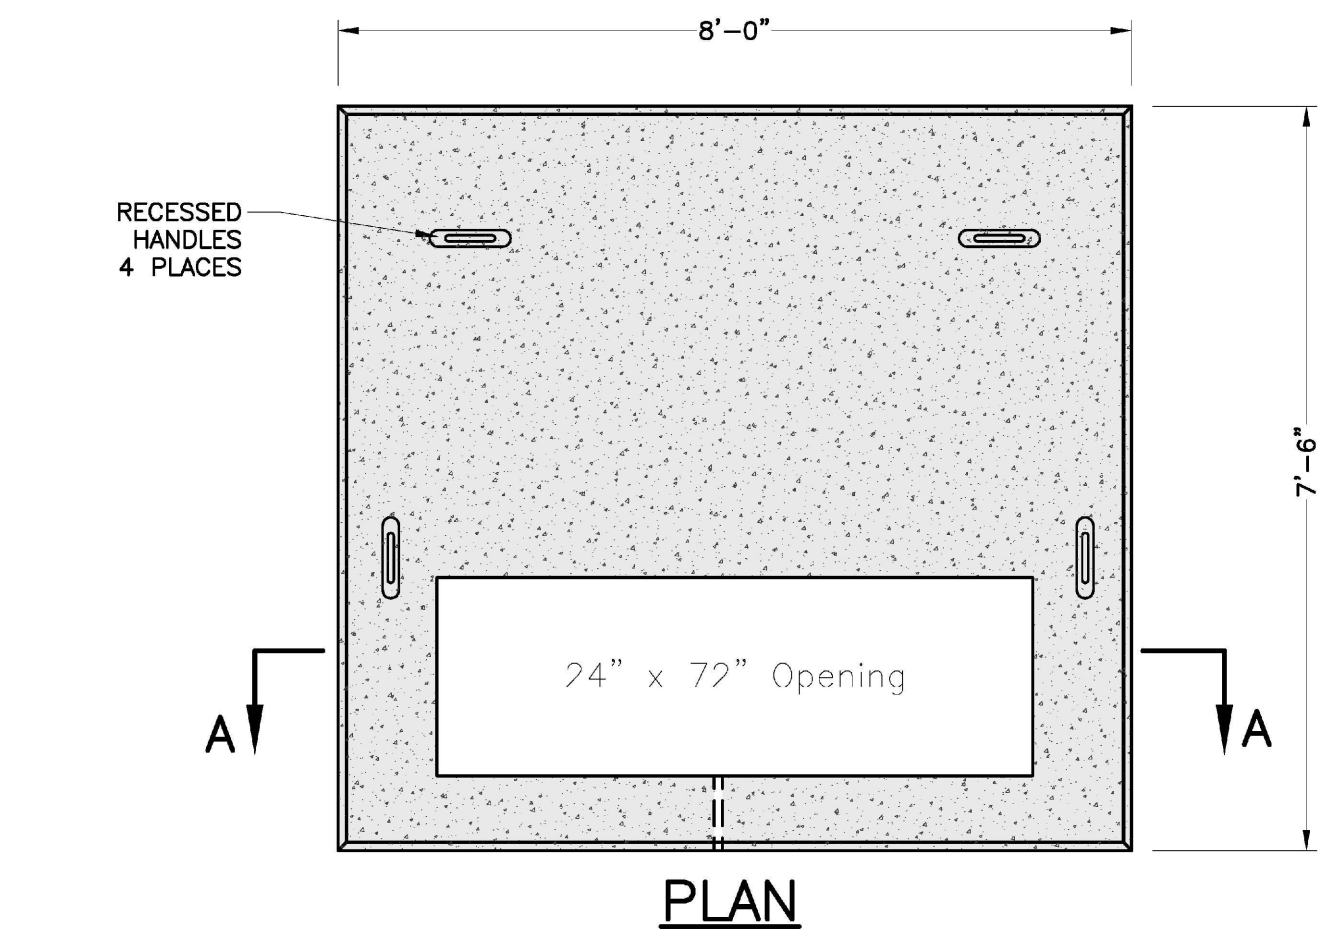 8'-0"
RECESSED
HANDLES
4 PLACES
7'-6"
24" x 72" Opening
A
A
PLAN